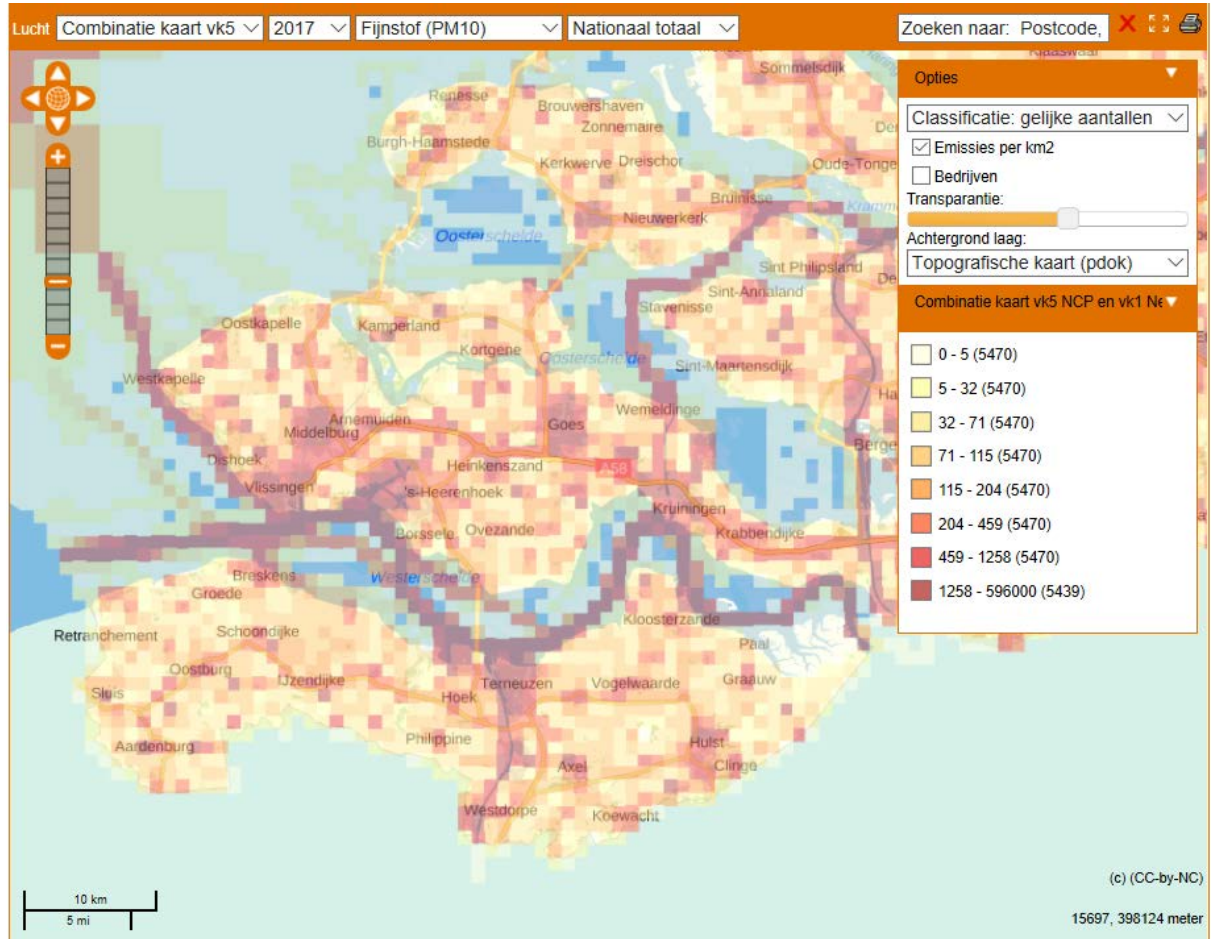 Lucht Combinatie kaart vk5 2017 Fijnstof (PM10) Nationaal totaal Zoeken naar: Postcode,
Opties
Classificatie: gelijke aantallen
Emissies per km2
Bedrijven
Transparantie:
Achtergrond laag:
Topografische kaart (pdok)
Combinatie kaart vk5 NCP en vk1 Ne
0 - 5 (5470)
5 - 32 (5470)
32 - 71 (5470)
71 - 115 (5470)
115 - 204 (5470)
204 - 459 (5470)
459 - 1258 (5470)
1258 - 596000 (5439)
Klaaswaal
Sommelsdijk
Renesse
Brouwershaven
Zonnemaire
Burgh-Haamstede
Kerkwerve
Dreischor
Oude-Tonge
Bruinisse
Nieuwerkerk
Oosterschelde
Sint Philipsland
Sint-Annaland
Stavenisse
Oostkapelle
Kamperland
Kortgene
Oosterschelde
Sint-Maartensdijk
Westkapelle
Wemeldinge
Arnemuiden
Middelburg
Goes
Dishoek
Heinkenszand
A58
Vlissingen
's-Heerenhoek
Kruiningen
Borssele
Ovezande
Krabbendijke
Breskens
Westerschelde
Groede
Kloosterzande
Retranchement
Schoondijke
Paal
Oostburg
IJzendijke
Terneuzen
Vogelwaarde
Graauw
Sluis
Hoek
Philippine
Hulst
Aardenburg
Axel
Clinge
Westdorpe
Koewacht
10 km
5 mi
(c) (CC-by-NC)
15697, 398124 meter